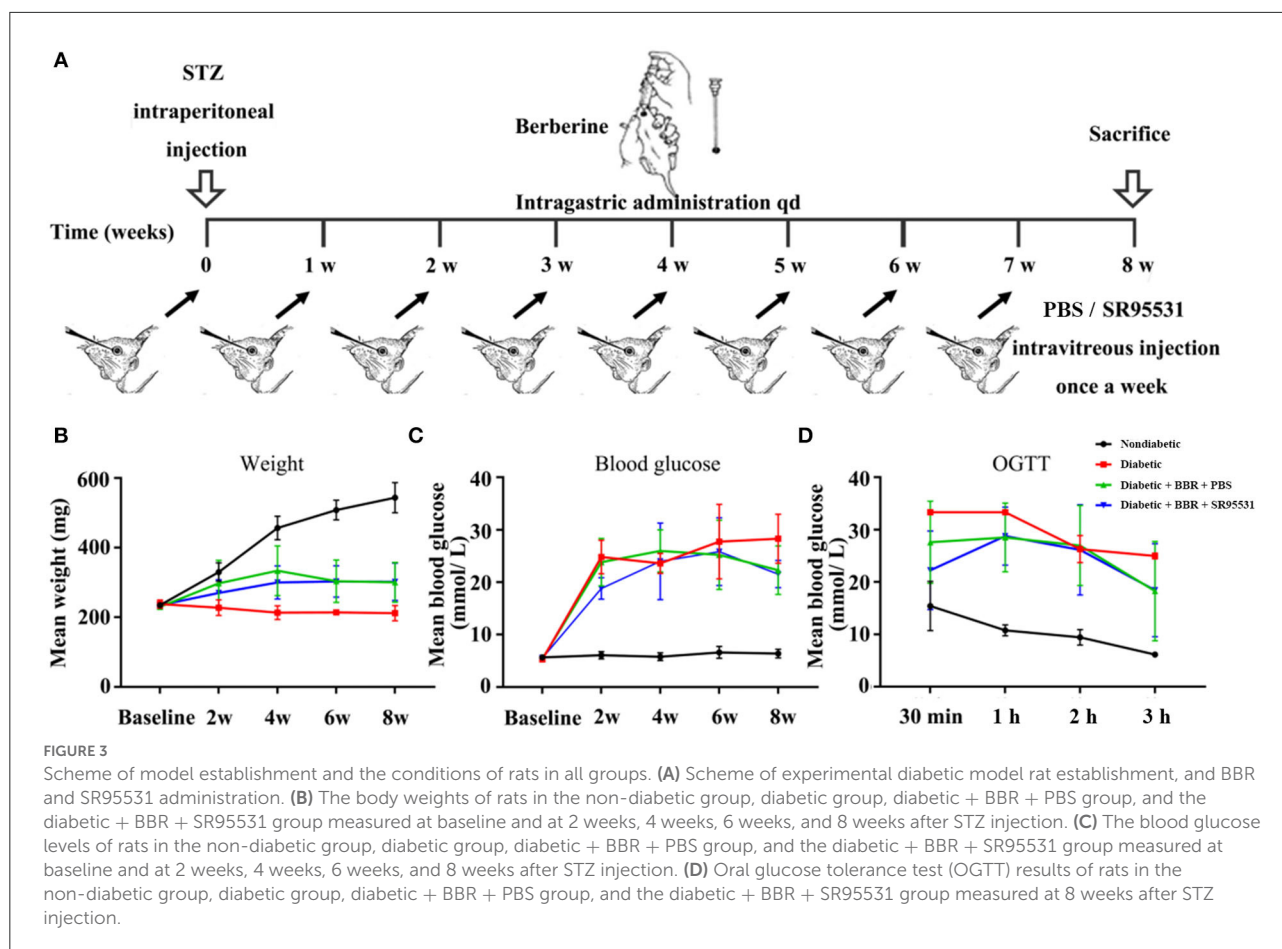 A
STZ
intraperitoneal
injection
Berberine
Sacrifice
Intragastric administration qd
Time (weeks)
0 1 w 2 w 3 w 4 w 5 w 6 w 7 w 8 w
PBS / SR95531
intravitreous injection
once a week
B
Weight
Mean weight (mg)
600
400
200
0
Baseline 2w 4w 6w 8w
C
Blood glucose
Mean blood glucose
(mmol/ L)
40
30
20
10
0
Baseline 2w 4w 6w 8w
D
OGTT
Mean blood glucose
(mmol/ L)
40
30
20
10
0
30 min 1 h 2 h 3 h
Nondiabetic
Diabetic
Diabetic + BBR + PBS
Diabetic + BBR + SR95531
FIGURE 3
Scheme of model establishment and the conditions of rats in all groups. (A) Scheme of experimental diabetic model rat establishment, and BBR
and SR95531 administration. (B) The body weights of rats in the non-diabetic group, diabetic group, diabetic + BBR + PBS group, and the
diabetic + BBR + SR95531 group measured at baseline and at 2 weeks, 4 weeks, 6 weeks, and 8 weeks after STZ injection. (C) The blood glucose
levels of rats in the non-diabetic group, diabetic group, diabetic + BBR + PBS group, and the diabetic + BBR + SR95531 group measured at
baseline and at 2 weeks, 4 weeks, 6 weeks, and 8 weeks after STZ injection. (D) Oral glucose tolerance test (OGTT) results of rats in the
non-diabetic group, diabetic group, diabetic + BBR + PBS group, and the diabetic + BBR + SR95531 group measured at 8 weeks after STZ
injection.